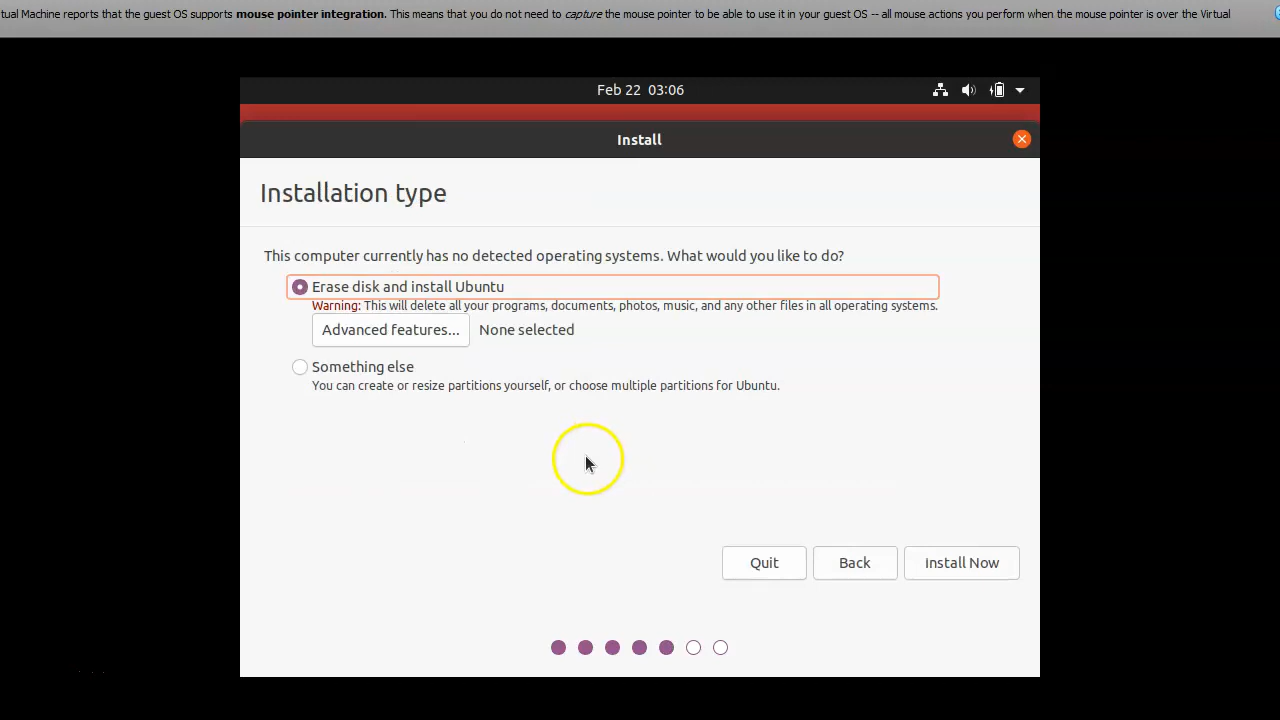 tual Machine reports that the guest OS supports mouse pointer integration. This means that you do not need to capture the mouse pointer to be able to use it in your guest OS -- all mouse actions you perform when the mouse pointer is over the Virtual
Feb 22 03:06
Install
Installation type
This computer currently has no detected operating systems. What would you like to do?
Erase disk and install Ubuntu
Warning: This will delete all your programs, documents, photos, music, and any other files in all operating systems.
Advanced features... None selected
Something else
You can create or resize partitions yourself, or choose multiple partitions for Ubuntu.
Quit Back Install Now